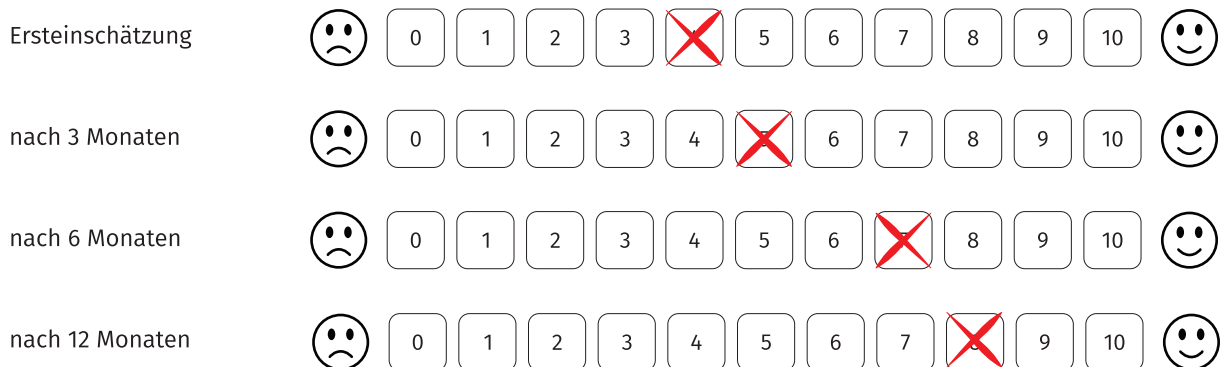 Ersteinschätzung 0 1 2 3 5 6 7 8 9 10
nach 3 Monaten 0 1 2 3 4 6 7 8 9 10
nach 6 Monaten 0 1 2 3 4 5 6 8 9 10
nach 12 Monaten 0 1 2 3 4 5 6 7 9 10